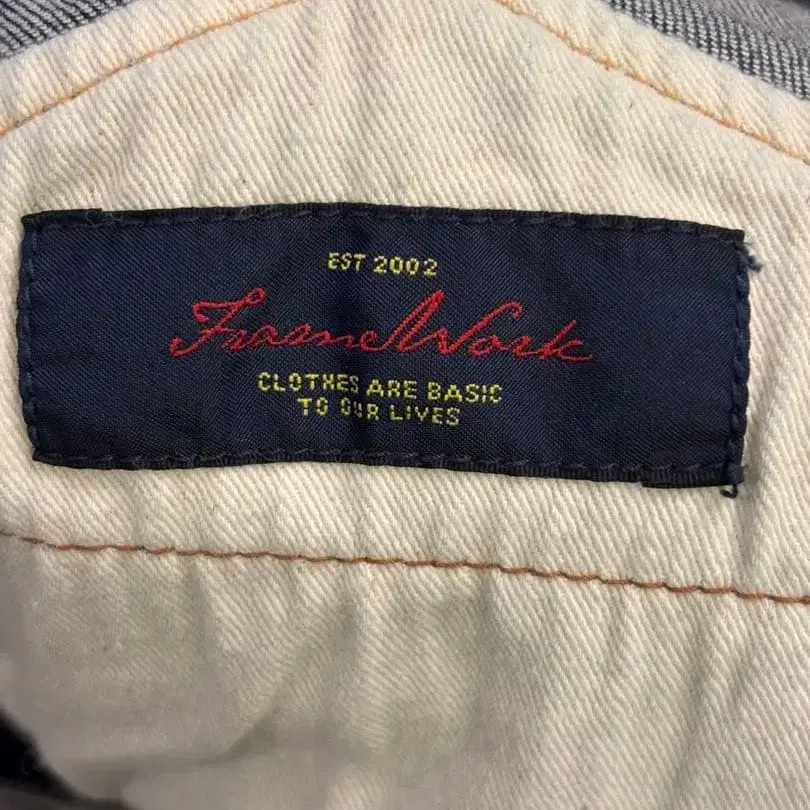 EST 2002
FrameWork
CLOTHES ARE BASIC
TO OUR LIVES